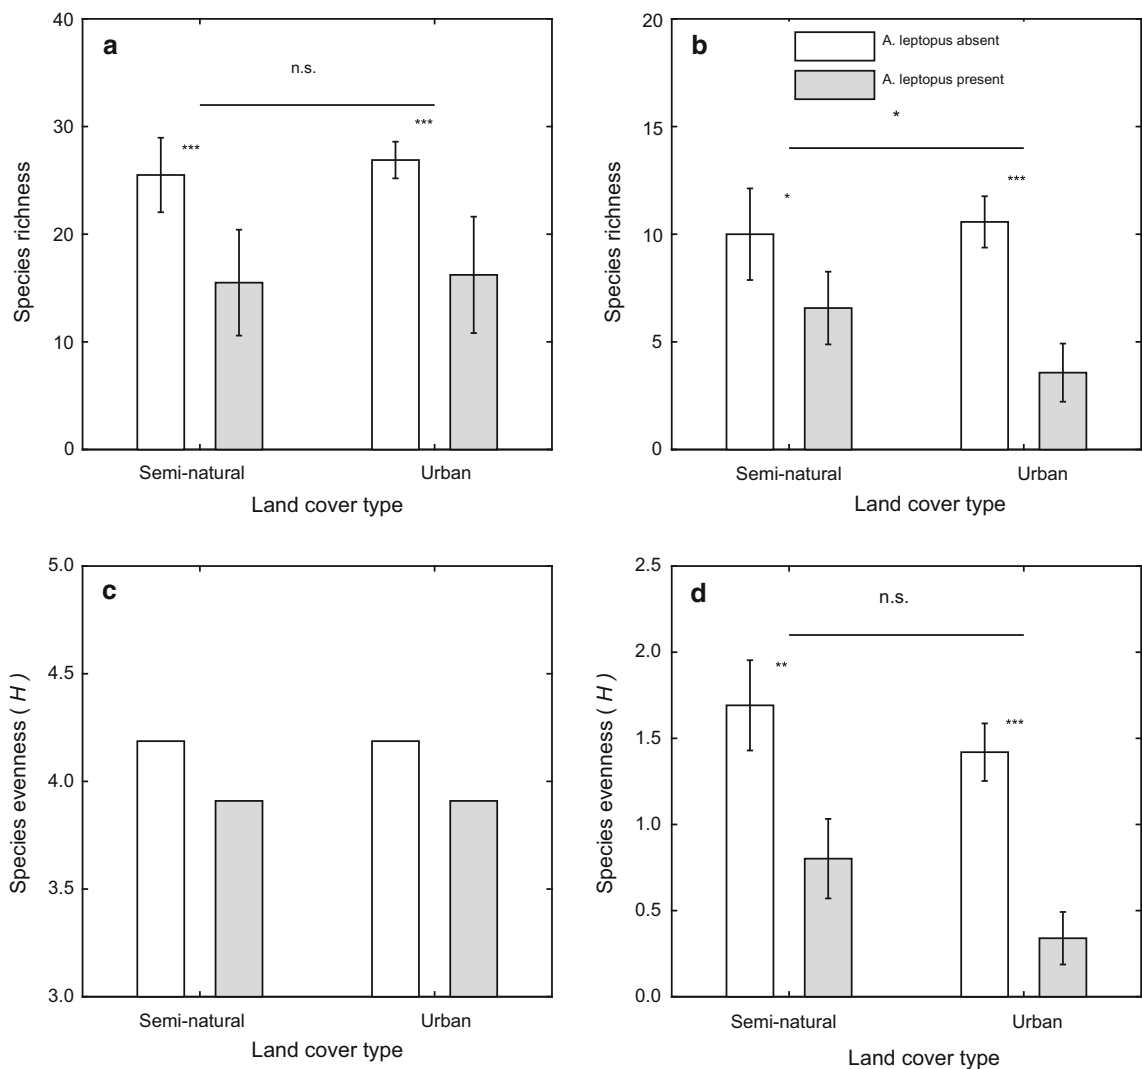 a
n.s.
***
***
40
30
20
10
0
Species richness
Semi-natural
Urban
Land cover type
b
A. leptopus absent
A. leptopus present
*
*
***
20
15
10
5
0
Species richness
Semi-natural
Urban
Land cover type
c
5.0
4.5
4.0
3.5
3.0
Species evenness ( H )
Semi-natural
Urban
Land cover type
d
n.s.
**
***
2.5
2.0
1.5
1.0
0.5
0.0
Species evenness ( H )
Semi-natural
Urban
Land cover type